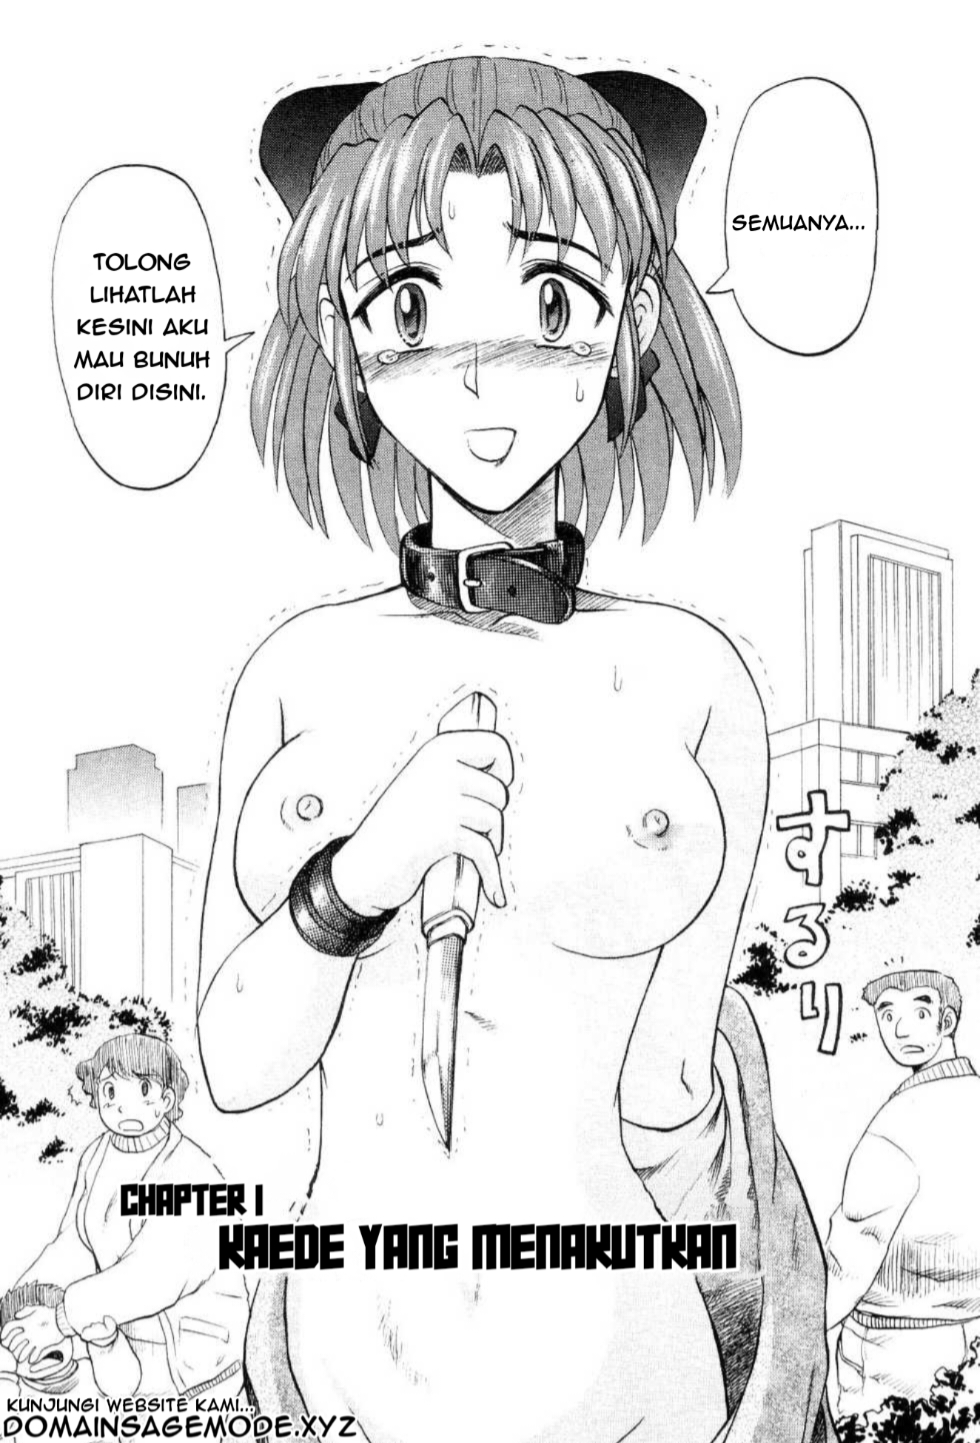 SEMUANYA...
TOLONG
LIHATLAH
KESINI AKU
MAU BUNUH
DIRI DISINI.
するり
CHAPTER 1
KAEDE YANG MENAKUTKAN
KUNJUNGI WEBSITE KAMI...
DOMAINSAGEMODE.XYZ